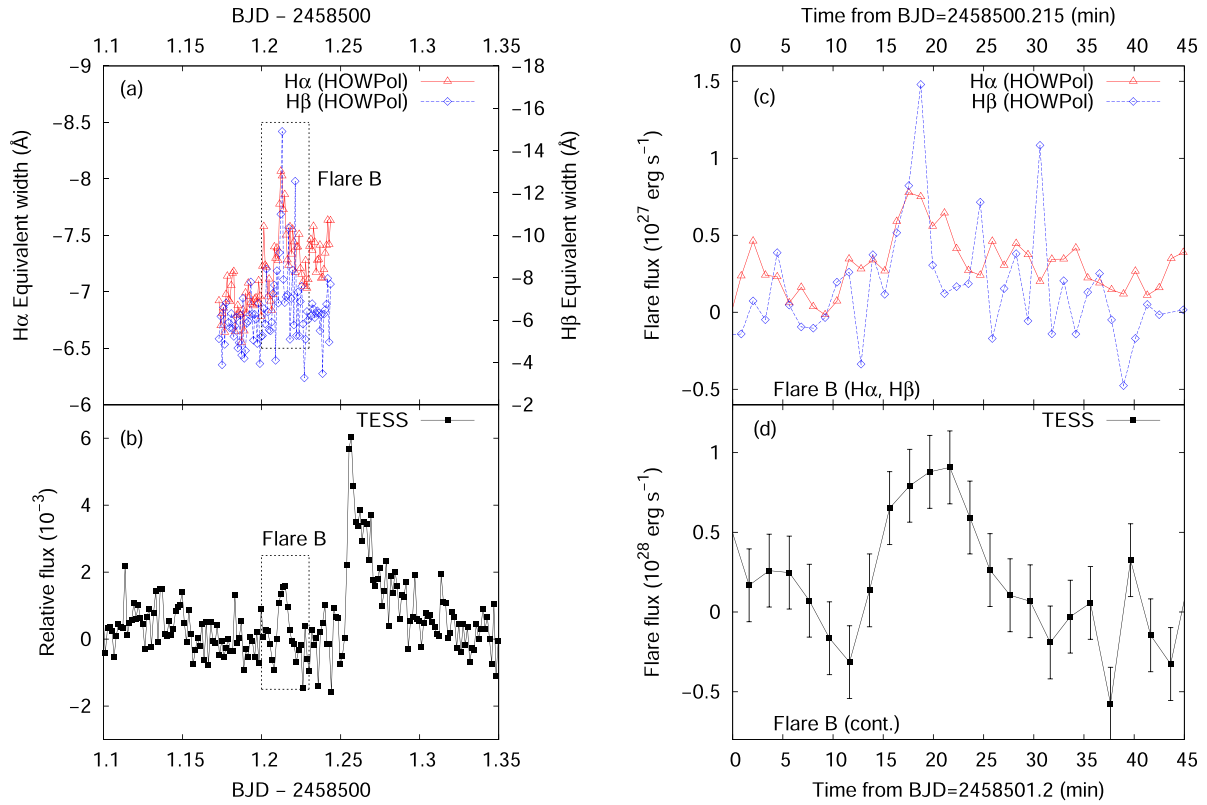 BJD − 2458500
1.1 1.15 1.2 1.25 1.3 1.35
(a)
Hα (HOWPol)
Hβ (HOWPol)
Flare B
Hα Equivalent width (Å)
−9
−8.5
−8
−7.5
−7
−6.5
−6
Hβ Equivalent width (Å)
−18
−16
−14
−12
−10
−8
−6
−4
−2
(b)
TESS
Flare B
Relative flux (10⁻³)
6
4
2
0
−2
1.1 1.15 1.2 1.25 1.3 1.35
BJD − 2458500
Time from BJD=2458500.215 (min)
0 5 10 15 20 25 30 35 40 45
(c)
Hα (HOWPol)
Hβ (HOWPol)
Flare flux (10²⁷ erg s⁻¹)
1.5
1
0.5
0
−0.5
Flare B (Hα, Hβ)
(d)
TESS
Flare flux (10²⁸ erg s⁻¹)
1
0.5
0
−0.5
Flare B (cont.)
0 5 10 15 20 25 30 35 40 45
Time from BJD=2458501.2 (min)